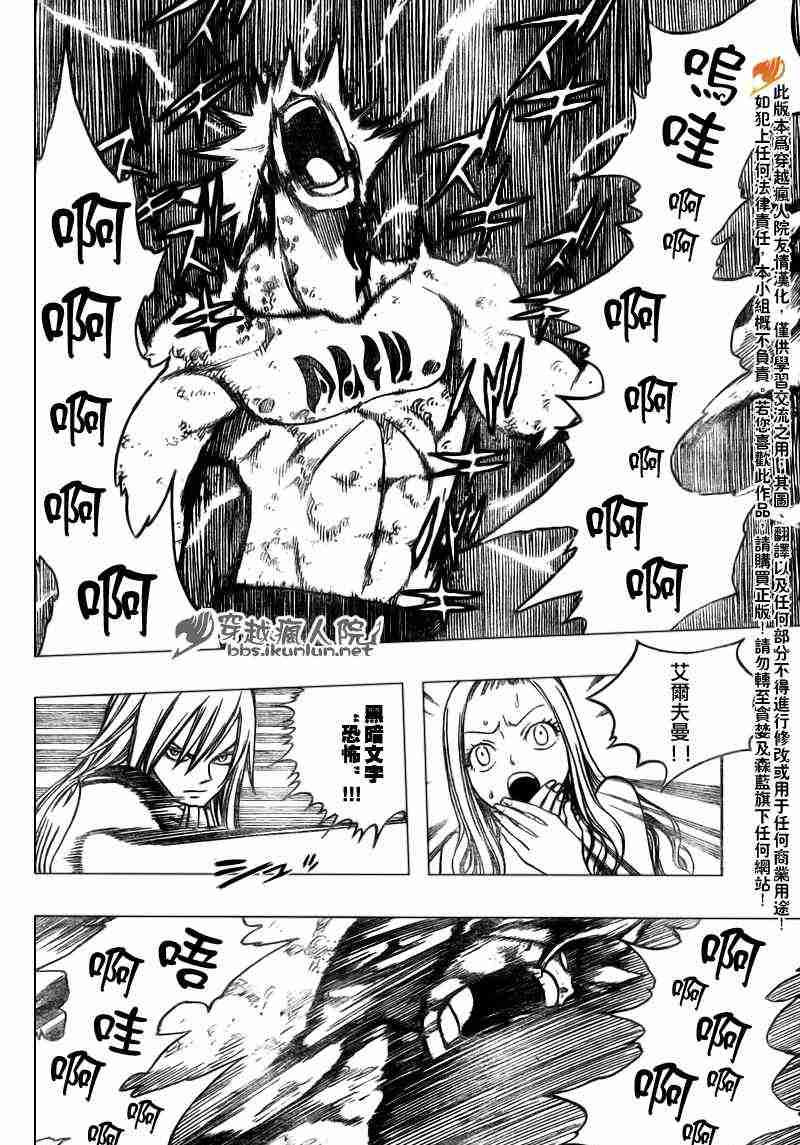 此版本爲穿越瘋人院友情漢化，僅供學習交流之用；其圖、翻譯以及任何部分不得進行修改或用于任何商業用途！
如犯上任何法律責任，本小組概不負責。若您喜歡此作品；請購買正版！請勿轉至貪婪及森藍旗下任何網站！
嗚
哇
啊
啊
啊
啊
啊
啊
啊
啊
啊
啊
啊
啊
穿越瘋人院
bbs.ikunlun.net
艾爾夫曼！！
黑暗文字
“恐怖”!!!
啊
啊
啊
啊
啊
唔
哇
啊
啊
啊
啊